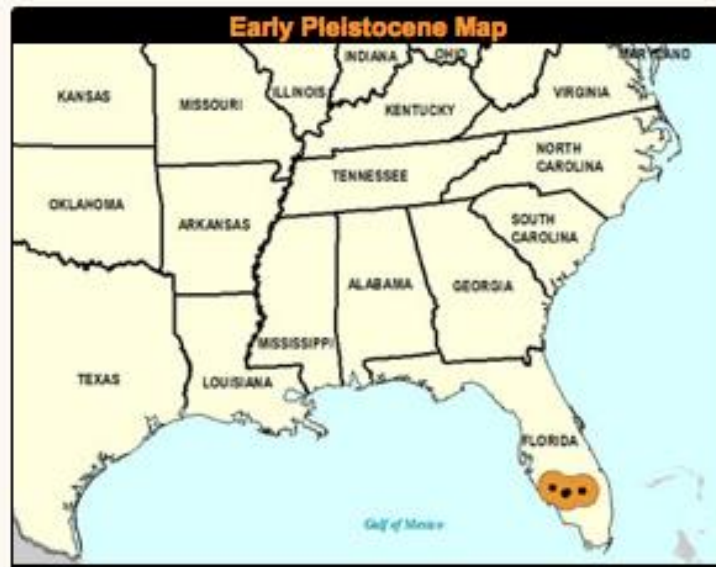 Early Pleistocene Map
INDIANA
OHIO
MARYLAND
KANSAS
MISSOURI
ILLINOIS
KENTUCKY
VIRGINIA
OKLAHOMA
ARKANSAS
TENNESSEE
NORTH
CAROLINA
SOUTH
CAROLINA
MISSISSIPPI
ALABAMA
GEORGIA
TEXAS
LOUISIANA
FLORIDA
Gulf of Mexico